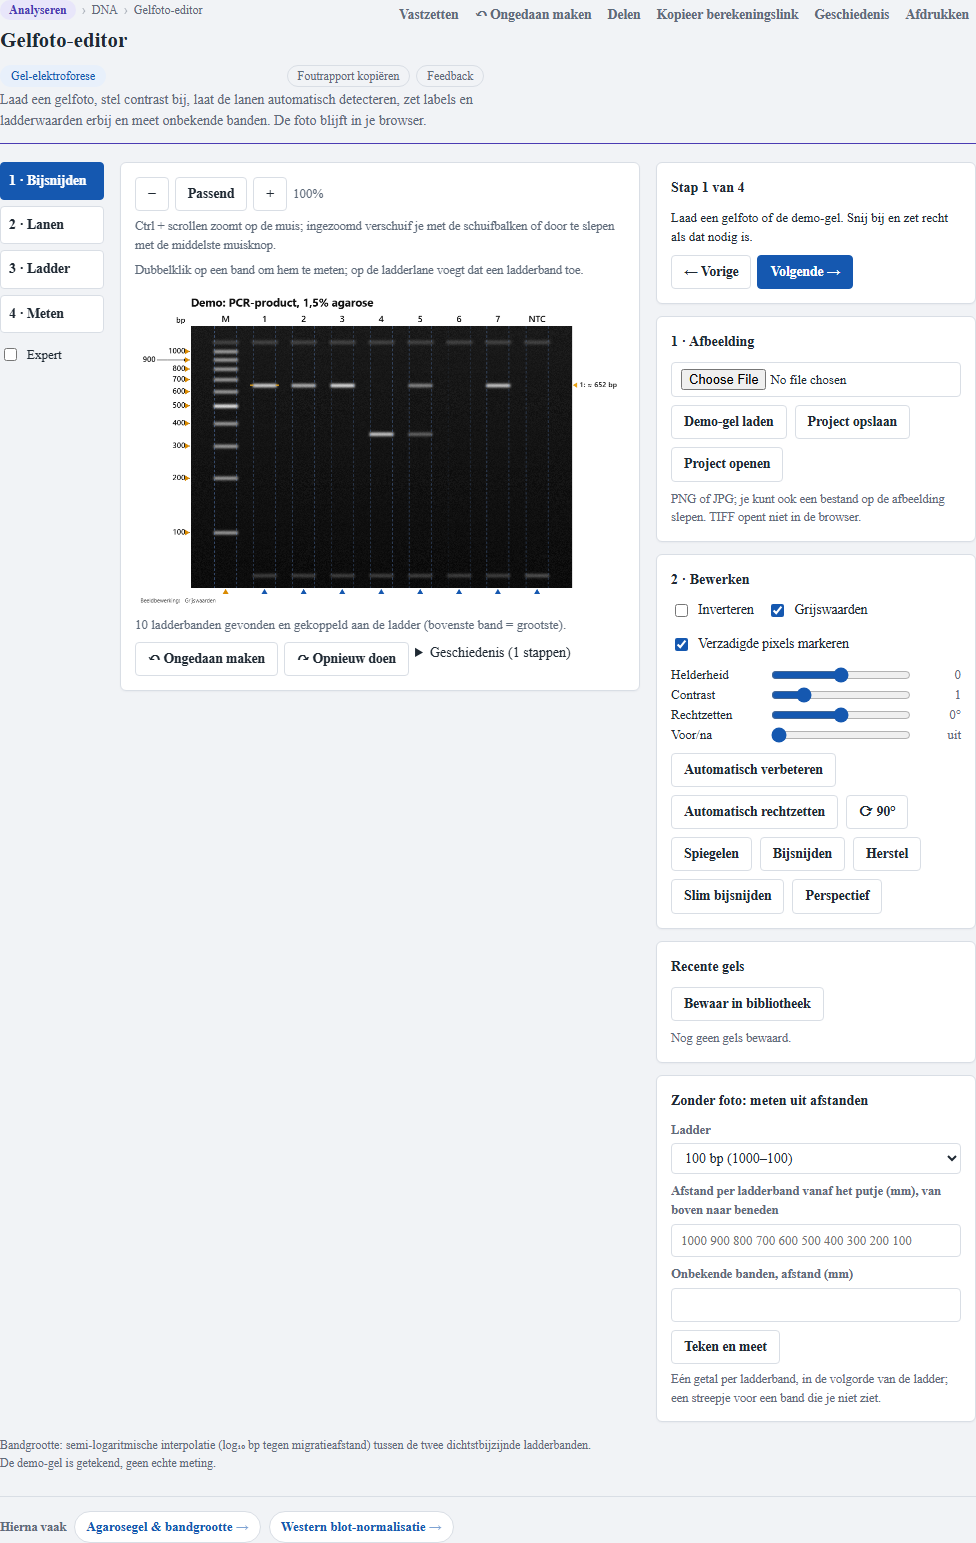 Analyseren › DNA › Gelfoto-editor
Vastzetten ↶ Ongedaan maken Delen Kopieer berekeningslink Geschiedenis Afdrukken
Gelfoto-editor
Gel-elektroforese
Foutrapport kopiëren Feedback
Laad een gelfoto, stel contrast bij, laat de lanen automatisch detecteren, zet labels en
ladderwaarden erbij en meet onbekende banden. De foto blijft in je browser.
1 · Bijsnijden
2 · Lanen
3 · Ladder
4 · Meten
Expert
− Passend + 100%
Ctrl + scrollen zoomt op de muis; ingezoomd verschuif je met de schuifbalken of door te slepen
met de middelste muisknop.
Dubbelklik op een band om hem te meten; op de ladderlane voegt dat een ladderband toe.
Demo: PCR-product, 1,5% agarose
bp M 1 2 3 4 5 6 7 NTC
1000
900
800
700
600
500
400
300
200
100
1: ≈ 652 bp
Beeldbewerking: Grijswaarden
10 ladderbanden gevonden en gekoppeld aan de ladder (bovenste band = grootste).
↶ Ongedaan maken ↷ Opnieuw doen ▶ Geschiedenis (1 stappen)
Stap 1 van 4
Laad een gelfoto of de demo-gel. Snij bij en zet recht
als dat nodig is.
← Vorige Volgende →
1 · Afbeelding
Choose File No file chosen
Demo-gel laden Project opslaan
Project openen
PNG of JPG; je kunt ook een bestand op de afbeelding
slepen. TIFF opent niet in de browser.
2 · Bewerken
Inverteren Grijswaarden
Verzadigde pixels markeren
Helderheid 0
Contrast 1
Rechtzetten 0°
Voor/na uit
Automatisch verbeteren
Automatisch rechtzetten ⟳ 90°
Spiegelen Bijsnijden Herstel
Slim bijsnijden Perspectief
Recente gels
Bewaar in bibliotheek
Nog geen gels bewaard.
Zonder foto: meten uit afstanden
Ladder
100 bp (1000–100)
Afstand per ladderband vanaf het putje (mm), van
boven naar beneden
1000 900 800 700 600 500 400 300 200 100
Onbekende banden, afstand (mm)
Teken en meet
Eén getal per ladderband, in de volgorde van de ladder;
een streepje voor een band die je niet ziet.
Bandgrootte: semi-logaritmische interpolatie (log₁₀ bp tegen migratieafstand) tussen de twee dichtstbijzijnde ladderbanden.
De demo-gel is getekend, geen echte meting.
Hierna vaak Agarosegel & bandgrootte → Western blot-normalisatie →